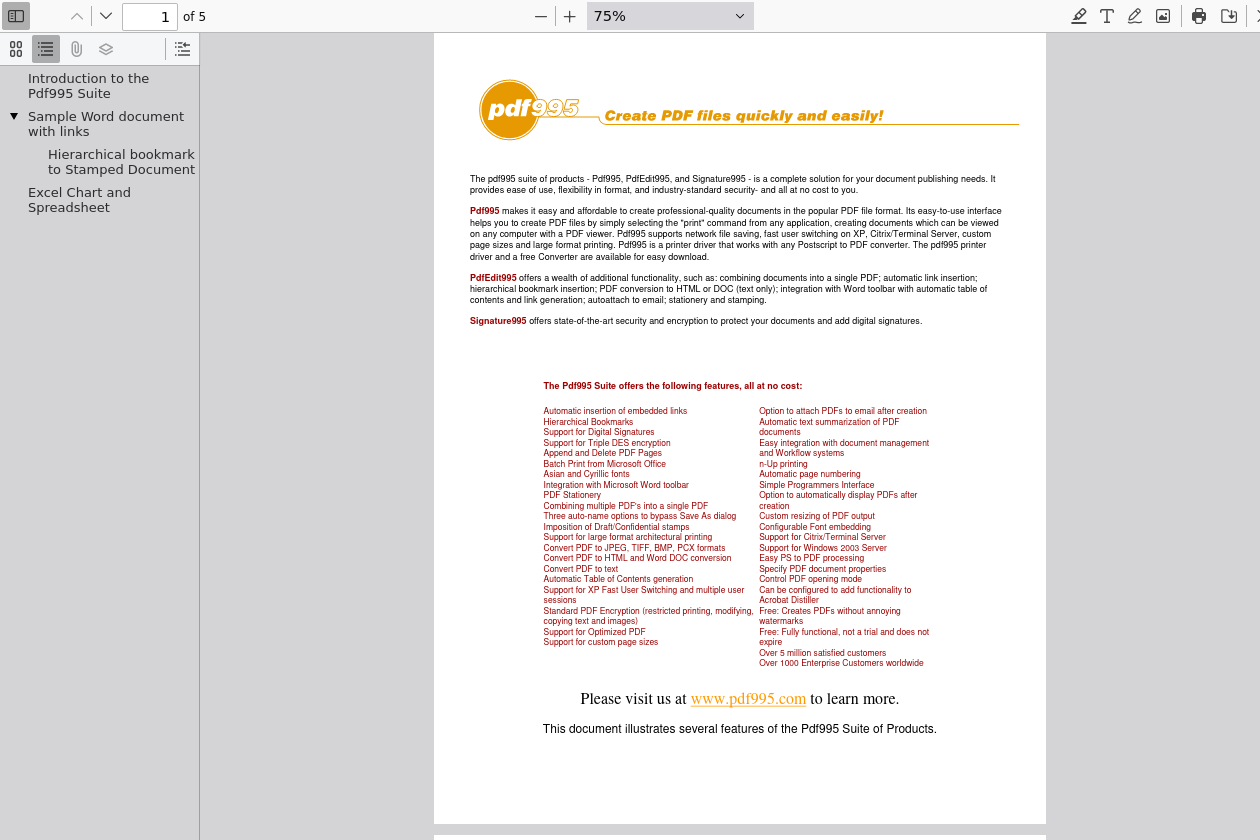 1 of 5
75%
Introduction to the
Pdf995 Suite
Sample Word document
with links
Hierarchical bookmark
to Stamped Document
Excel Chart and
Spreadsheet
pdf995
Create PDF files quickly and easily!
The pdf995 suite of products - Pdf995, PdfEdit995, and Signature995 - is a complete solution for your document publishing needs. It
provides ease of use, flexibility in format, and industry-standard security- and all at no cost to you.
Pdf995 makes it easy and affordable to create professional-quality documents in the popular PDF file format. Its easy-to-use interface
helps you to create PDF files by simply selecting the "print" command from any application, creating documents which can be viewed
on any computer with a PDF viewer. Pdf995 supports network file saving, fast user switching on XP, Citrix/Terminal Server, custom
page sizes and large format printing. Pdf995 is a printer driver that works with any Postscript to PDF converter. The pdf995 printer
driver and a free Converter are available for easy download.
PdfEdit995 offers a wealth of additional functionality, such as: combining documents into a single PDF; automatic link insertion;
hierarchical bookmark insertion; PDF conversion to HTML or DOC (text only); integration with Word toolbar with automatic table of
contents and link generation; autoattach to email; stationery and stamping.
Signature995 offers state-of-the-art security and encryption to protect your documents and add digital signatures.
The Pdf995 Suite offers the following features, all at no cost:
Automatic insertion of embedded links
Hierarchical Bookmarks
Support for Digital Signatures
Support for Triple DES encryption
Append and Delete PDF Pages
Batch Print from Microsoft Office
Asian and Cyrillic fonts
Integration with Microsoft Word toolbar
PDF Stationery
Combining multiple PDF's into a single PDF
Three auto-name options to bypass Save As dialog
Imposition of Draft/Confidential stamps
Support for large format architectural printing
Convert PDF to JPEG, TIFF, BMP, PCX formats
Convert PDF to HTML and Word DOC conversion
Convert PDF to text
Automatic Table of Contents generation
Support for XP Fast User Switching and multiple user
sessions
Standard PDF Encryption (restricted printing, modifying,
copying text and images)
Support for Optimized PDF
Support for custom page sizes
Option to attach PDFs to email after creation
Automatic text summarization of PDF
documents
Easy integration with document management
and Workflow systems
n-Up printing
Automatic page numbering
Simple Programmers Interface
Option to automatically display PDFs after
creation
Custom resizing of PDF output
Configurable Font embedding
Support for Citrix/Terminal Server
Support for Windows 2003 Server
Easy PS to PDF processing
Specify PDF document properties
Control PDF opening mode
Can be configured to add functionality to
Acrobat Distiller
Free: Creates PDFs without annoying
watermarks
Free: Fully functional, not a trial and does not
expire
Over 5 million satisfied customers
Over 1000 Enterprise Customers worldwide
Please visit us at www.pdf995.com to learn more.
This document illustrates several features of the Pdf995 Suite of Products.